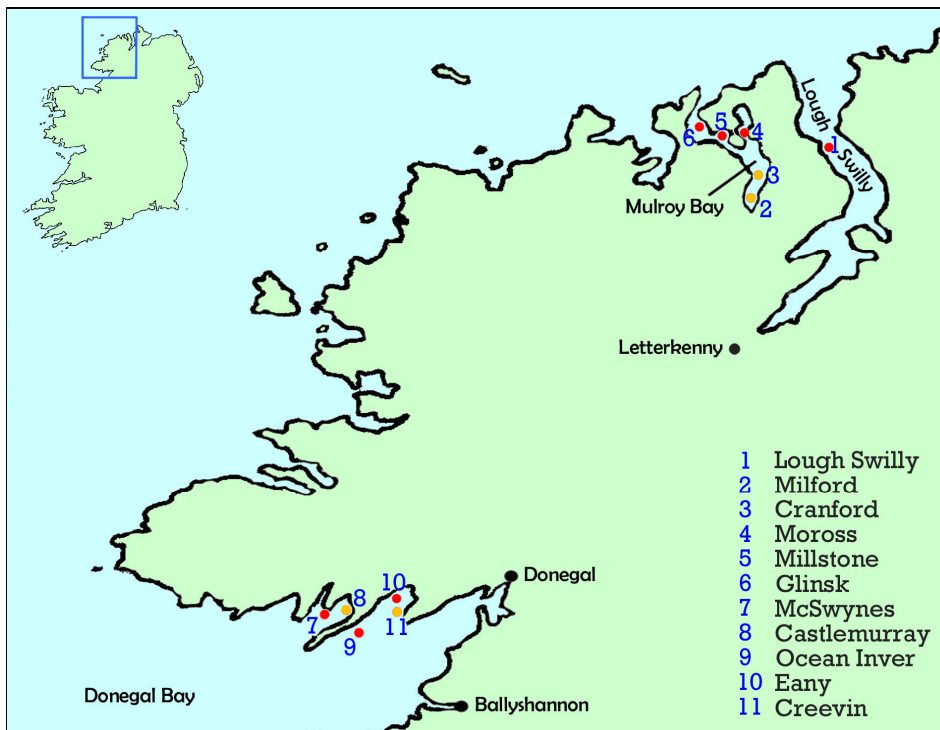 Lough Swilly
1
5
4
6
3
Mulroy Bay
2
Letterkenny
Donegal
10
8
7
11
9
Donegal Bay
Ballyshannon
1 Lough Swilly
2 Milford
3 Cranford
4 Moross
5 Millstone
6 Glinsk
7 McSwynes
8 Castlemurray
9 Ocean Inver
10 Eany
11 Creevin